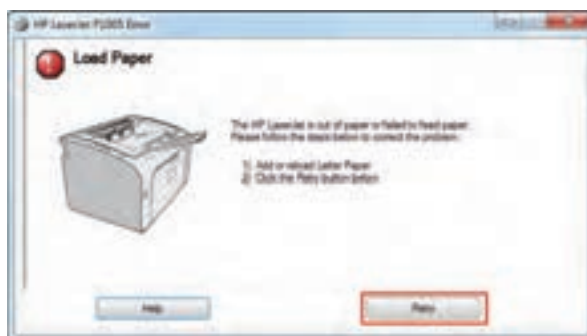 HP LaserJet P1005 Error
Load Paper
The HP LaserJet is out of paper or failed to feed paper.
Please follow the steps below to correct the problem:
1) Add or reload Letter Paper
2) Click the Retry button below
Help
Retry